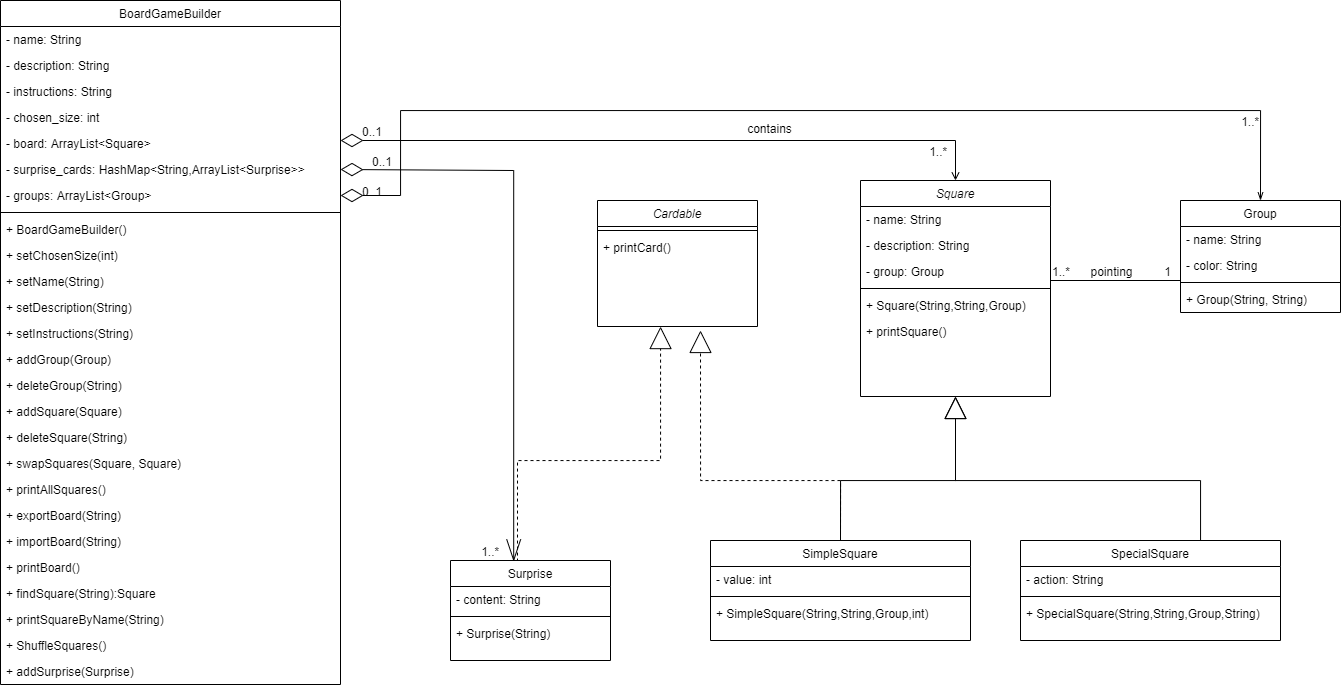 BoardGameBuilder
- name: String
- description: String
- instructions: String
- chosen_size: int
- board: ArrayList<Square>
- surprise_cards: HashMap<String,ArrayList<Surprise>>
- groups: ArrayList<Group>
+ BoardGameBuilder()
+ setChosenSize(int)
+ setName(String)
+ setDescription(String)
+ setInstructions(String)
+ addGroup(Group)
+ deleteGroup(String)
+ addSquare(Square)
+ deleteSquare(String)
+ swapSquares(Square, Square)
+ printAllSquares()
+ exportBoard(String)
+ importBoard(String)
+ printBoard()
+ findSquare(String):Square
+ printSquareByName(String)
+ ShuffleSquares()
+ addSurprise(Surprise)
0..1
0..1
0..1
contains
1..*
1..*
1..*
Cardable
+ printCard()
Square
- name: String
- description: String
- group: Group
+ Square(String,String,Group)
+ printSquare()
1..*
pointing
1
Group
- name: String
- color: String
+ Group(String, String)
Surprise
- content: String
+ Surprise(String)
SimpleSquare
- value: int
+ SimpleSquare(String,String,Group,int)
SpecialSquare
- action: String
+ SpecialSquare(String,String,Group,String)